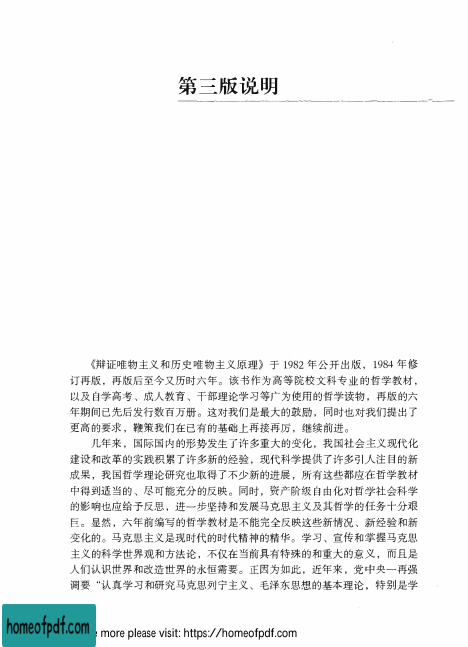 第三版说明
《辩证唯物主义和历史唯物主义原理》于 1982 年公开出版，1984 年修
订再版，再版后至今又历时六年。该书作为高等院校文科专业的哲学教材，
以及自学高考、成人教育、干部理论学习等广为使用的哲学读物，再版的六
年期间已先后发行数百万册。这对我们是最大的鼓励，同时也对我们提出了
更高的要求，鞭策我们在已有的基础上再接再厉，继续前进。
几年来，国际国内的形势发生了许多重大的变化，我国社会主义现代化
建设和改革的实践积累了许多新的经验，现代科学提供了许多引人注目的新
成果，我国哲学理论研究也取得了不少新的进展，所有这些都应在哲学教材
中得到适当的、尽可能充分的反映。同时，资产阶级自由化对哲学社会科学
的影响也应给予反思，进一步坚持和发展马克思主义及其哲学的任务十分艰
巨。显然，六年前编写的哲学教材是不能完全反映这些新情况、新经验和新
变化的。马克思主义是现时代的时代精神的精华。学习、宣传和掌握马克思
主义的科学世界观和方法论，不仅在当前具有特殊的和重大的意义，而且是
人们认识世界和改造世界的永恒需要。正因为如此，近年来，党中央一再强
调要“认真学习和研究马克思列宁主义、毛泽东思想的基本理论，特别是学
homeofpdf.com
more please visit: https://homeofpdf.com